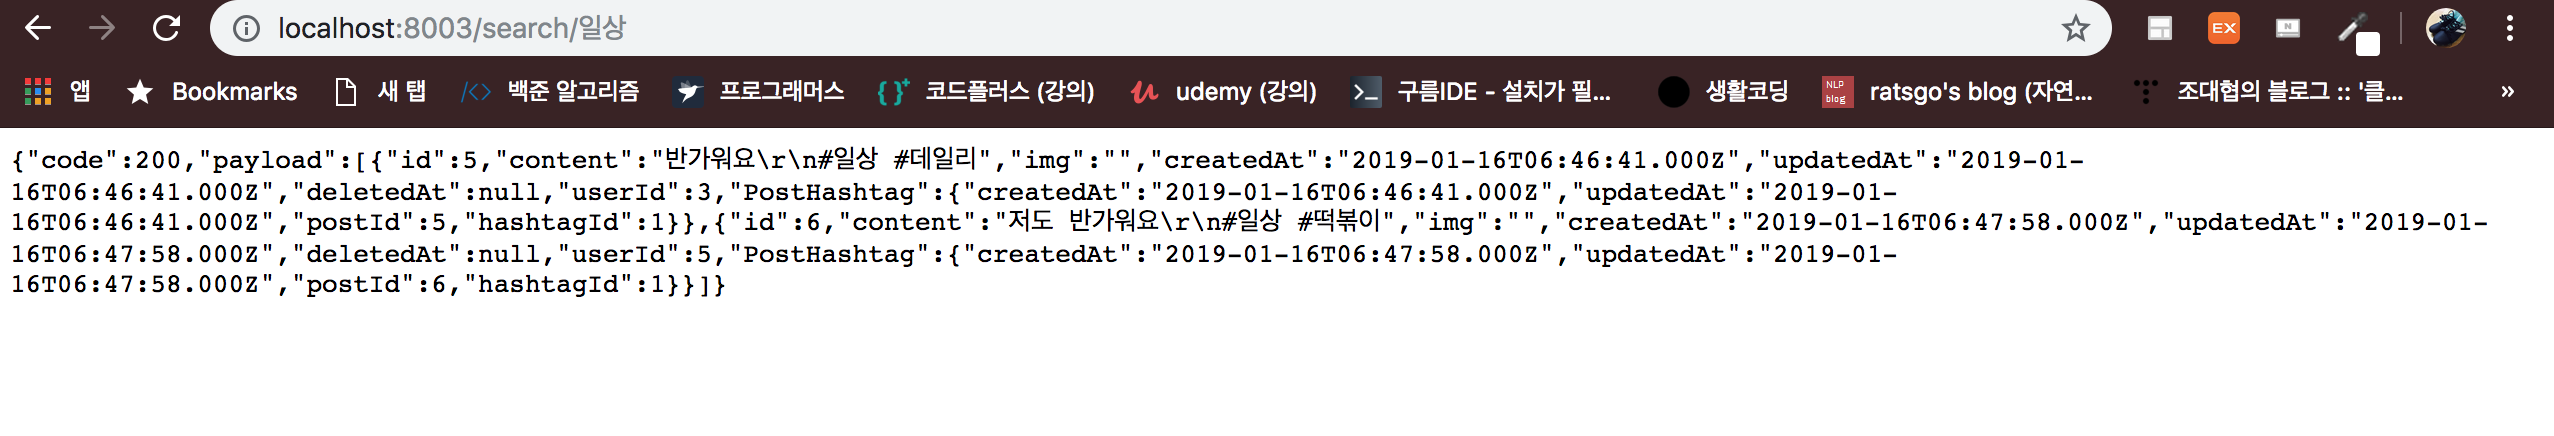 localhost:8003/search/일상
EX
N
앱 Bookmarks 새 탭 백준 알고리즘 프로그래머스 코드플러스 (강의) udemy (강의) 구름IDE - 설치가 필... 생활코딩 NLP blog ratsgo's blog (자연... 조대협의 블로그 :: '클... »
{"code":200,"payload":[{"id":5,"content":"반가워요\r\n#일상 #데일리","img":"","createdAt":"2019-01-16T06:46:41.000Z","updatedAt":"2019-01-
16T06:46:41.000Z","deletedAt":null,"userId":3,"PostHashtag":{"createdAt":"2019-01-16T06:46:41.000Z","updatedAt":"2019-01-
16T06:46:41.000Z","postId":5,"hashtagId":1}},{"id":6,"content":"저도 반가워요\r\n#일상 #떡볶이","img":"","createdAt":"2019-01-16T06:47:58.000Z","updatedAt":"2019-01-
16T06:47:58.000Z","deletedAt":null,"userId":5,"PostHashtag":{"createdAt":"2019-01-16T06:47:58.000Z","updatedAt":"2019-01-
16T06:47:58.000Z","postId":6,"hashtagId":1}}]}